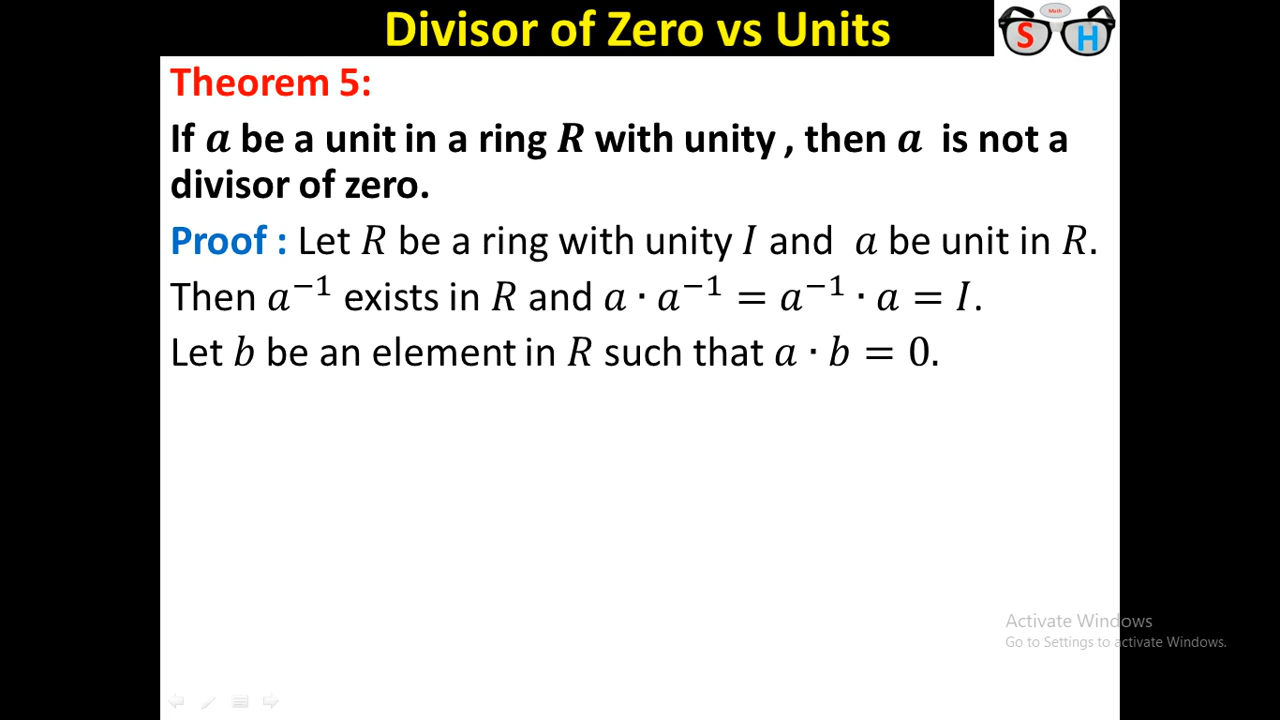 Divisor of Zero vs Units
Math
S H
Theorem 5:
If 𝒂 be a unit in a ring 𝑹 with unity , then 𝒂 is not a
divisor of zero.
Proof : Let 𝑅 be a ring with unity 𝐼 and 𝑎 be unit in 𝑅.
Then 𝑎⁻¹ exists in 𝑅 and 𝑎 · 𝑎⁻¹ = 𝑎⁻¹ · 𝑎 = 𝐼.
Let 𝑏 be an element in 𝑅 such that 𝑎 · 𝑏 = 0.
Activate Windows
Go to Settings to activate Windows.